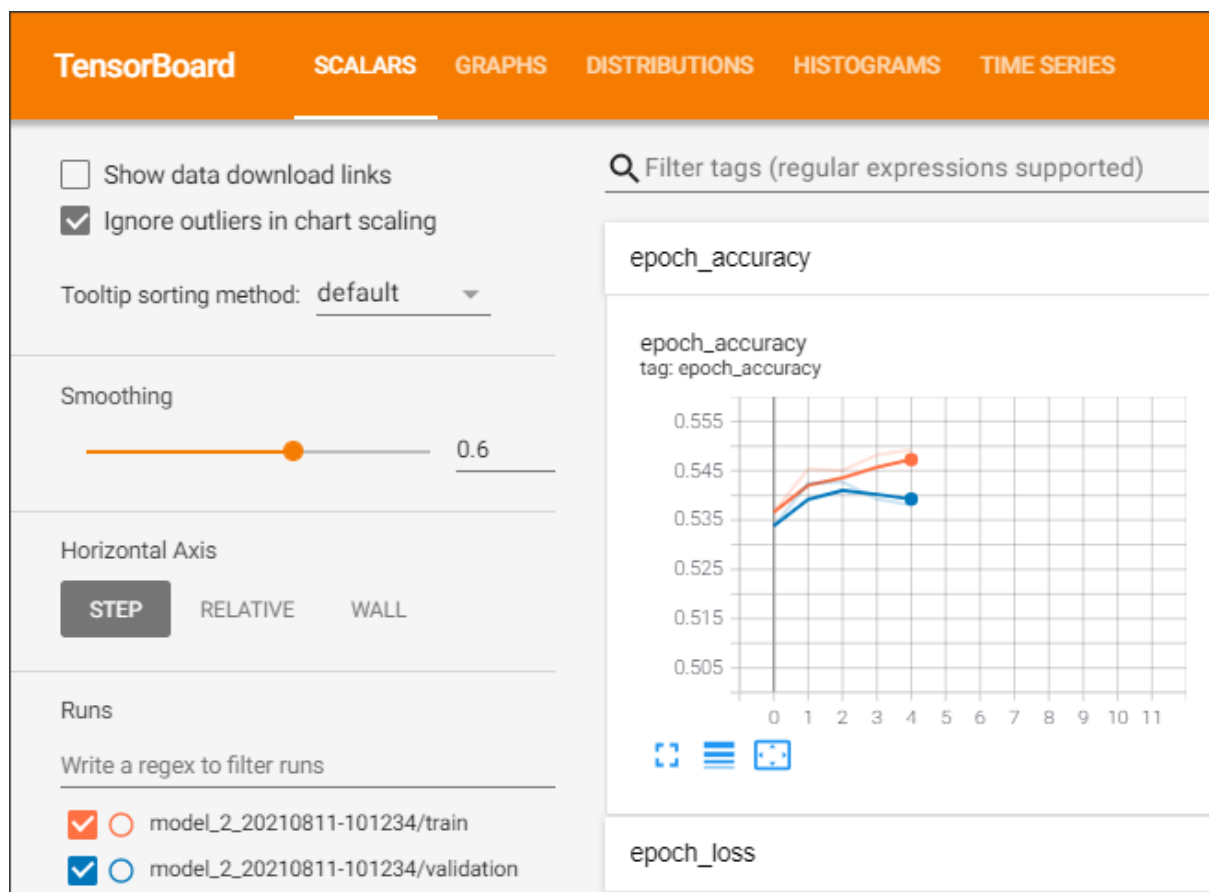 TensorBoard SCALARS GRAPHS DISTRIBUTIONS HISTOGRAMS TIME SERIES
Show data download links
Ignore outliers in chart scaling
Tooltip sorting method: default
Smoothing
0.6
Horizontal Axis
STEP RELATIVE WALL
Runs
Write a regex to filter runs
model_2_20210811-101234/train
model_2_20210811-101234/validation
Filter tags (regular expressions supported)
epoch_accuracy
epoch_accuracy
tag: epoch_accuracy
0.555
0.545
0.535
0.525
0.515
0.505
0 1 2 3 4 5 6 7 8 9 10 11
epoch_loss